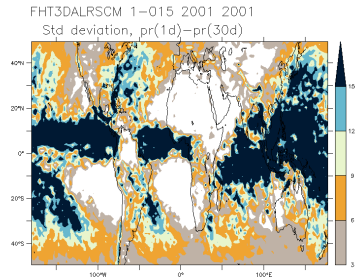 FHT3DALRSCM 1-015 2001 2001
Std deviation, pr(1d)-pr(30d)
40°N
20°N
0°
20°S
40°S
100°W
0°
100°E
15
12
9
6
3